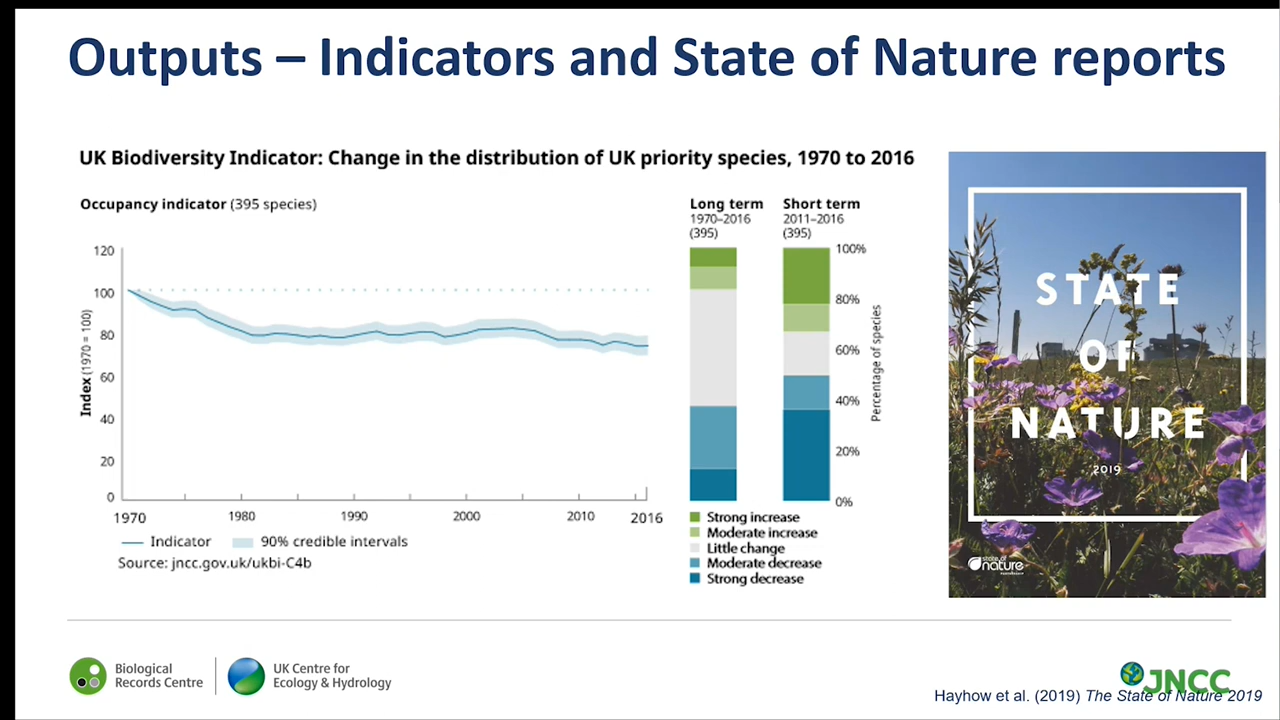 Outputs – Indicators and State of Nature reports
UK Biodiversity Indicator: Change in the distribution of UK priority species, 1970 to 2016
Occupancy indicator (395 species)
120
100
80
60
40
20
0
Index (1970 = 100)
1970
1980
1990
2000
2010
2016
Indicator
90% credible intervals
Source: jncc.gov.uk/ukbi-C4b
Long term
1970–2016
(395)
Short term
2011–2016
(395)
100%
80%
60%
40%
20%
0%
Percentage of species
Strong increase
Moderate increase
Little change
Moderate decrease
Strong decrease
STATE
OF
NATURE
2019
state of
nature
Biological
Records Centre
UK Centre for
Ecology & Hydrology
JNCC
Hayhow et al. (2019) The State of Nature 2019